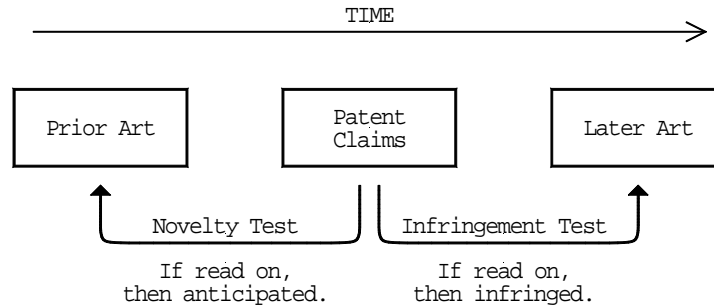 TIME
Prior Art
Patent
Claims
Later Art
Novelty Test
Infringement Test
If read on,
then anticipated.
If read on,
then infringed.